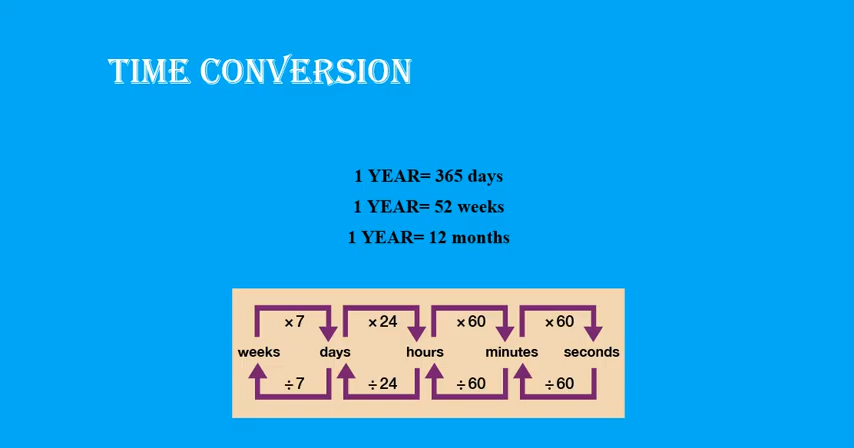 TIME CONVERSION
1 YEAR= 365 days
1 YEAR= 52 weeks
1 YEAR= 12 months
×7 ×24 ×60 ×60
weeks days hours minutes seconds
÷7 ÷24 ÷60 ÷60